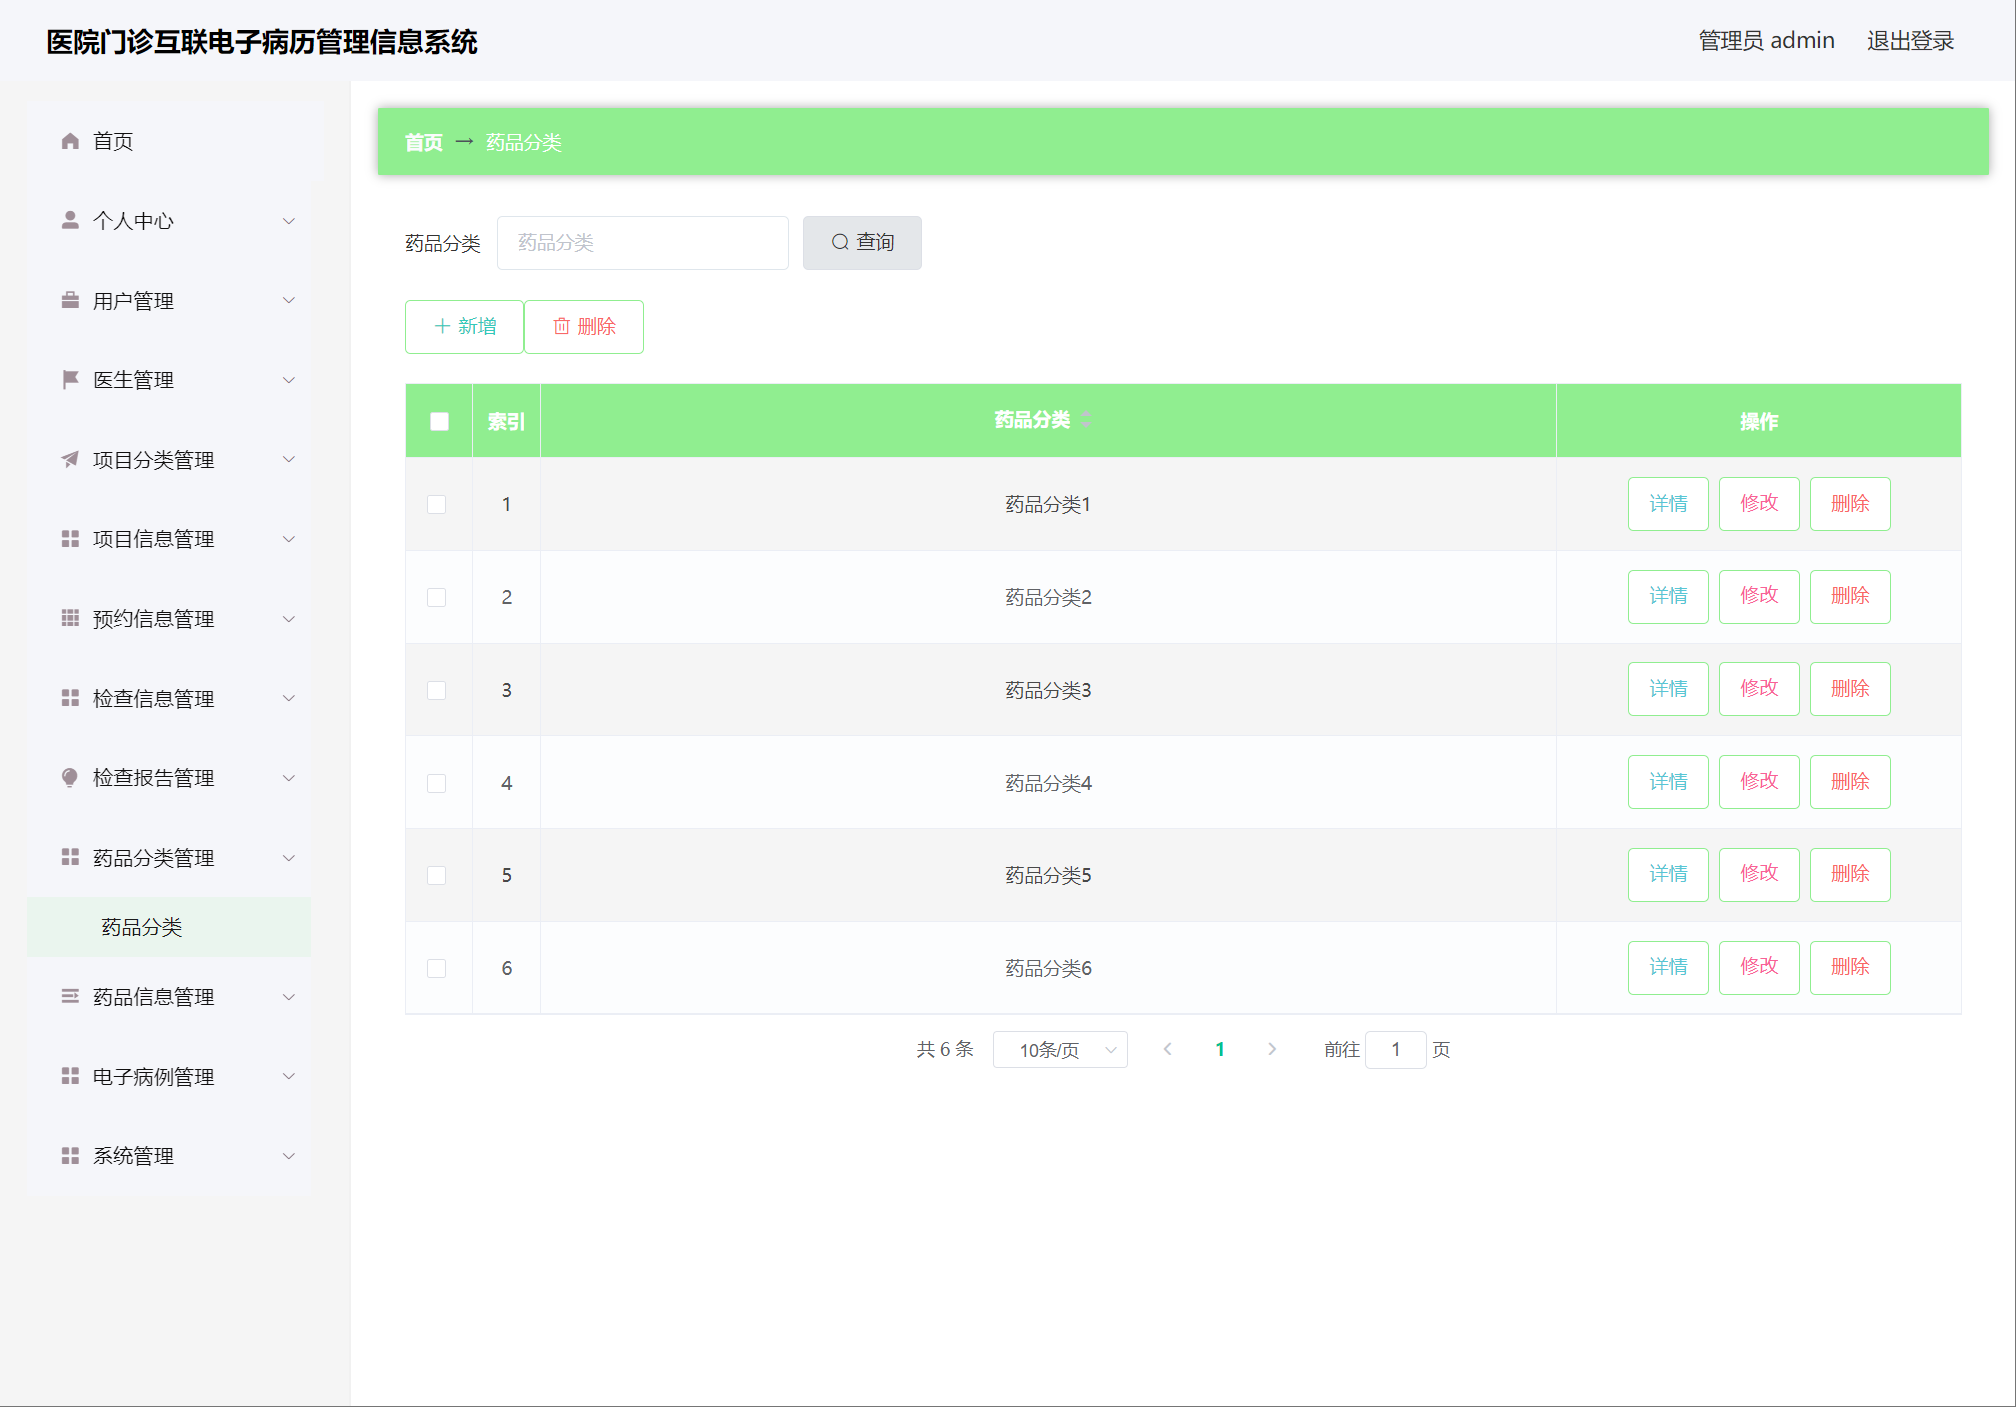 医院门诊互联电子病历管理信息系统
管理员 admin 退出登录
首页
个人中心
用户管理
医生管理
项目分类管理
项目信息管理
预约信息管理
检查信息管理
检查报告管理
药品分类管理
药品分类
药品信息管理
电子病例管理
系统管理
首页 → 药品分类
药品分类 药品分类 查询
新增 删除
索引 药品分类 操作
1 药品分类1 详情 修改 删除
2 药品分类2 详情 修改 删除
3 药品分类3 详情 修改 删除
4 药品分类4 详情 修改 删除
5 药品分类5 详情 修改 删除
6 药品分类6 详情 修改 删除
共 6 条 10条/页 1 前往 1 页